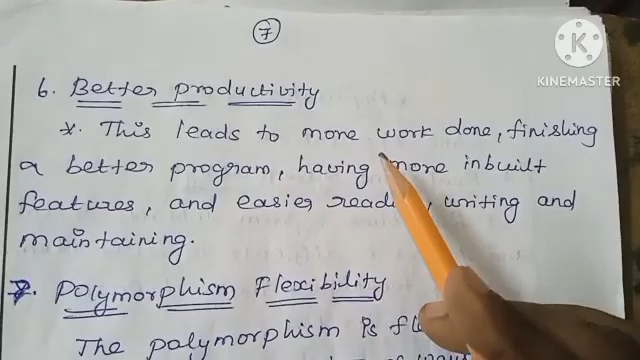 7
KINEMASTER
6. Better productivity
*. This leads to more work done, finishing
a better program, having more inbuilt
features, and easier writing and
maintaining.
7. Polymorphism Flexibility
The polymorphism is